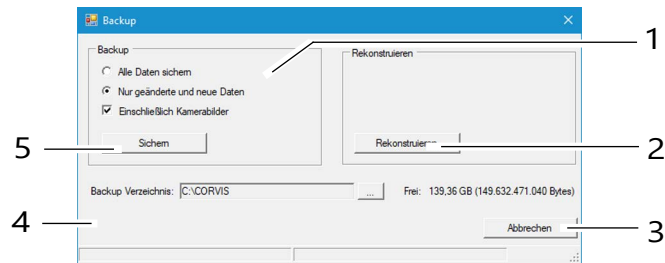 Backup
1
Backup
Rekonstruieren
Alle Daten sichern
Nur geänderte und neue Daten
Einschließlich Kamerabilder
5
Sichern
Rekonstruieren
2
Backup Verzeichnis: C:\CORVIS ... Frei: 139,36 GB (149.632.471.040 Bytes)
4
Abbrechen
3